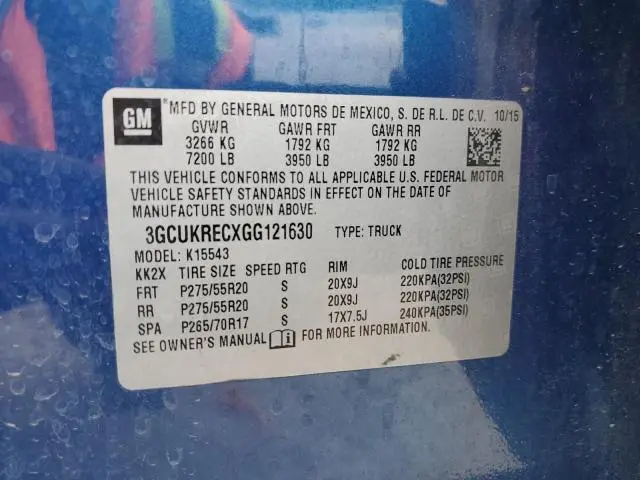 GM *MFD BY GENERAL MOTORS DE MEXICO, S. DE R.L. DE C.V. 10/15
GVWR GAWR FRT GAWR RR
3266 KG 1792 KG 1792 KG
7200 LB 3950 LB 3950 LB
THIS VEHICLE CONFORMS TO ALL APPLICABLE U.S. FEDERAL MOTOR
VEHICLE SAFETY STANDARDS IN EFFECT ON THE DATE OF
MANUFACTURE SHOWN ABOVE.
3GCUKRECXGG121630 TYPE: TRUCK
MODEL: K15543
KK2X TIRE SIZE SPEED RTG RIM COLD TIRE PRESSURE
FRT P275/55R20 S 20X9J 220KPA(32PSI)
RR P275/55R20 S 20X9J 220KPA(32PSI)
SPA P265/70R17 S 17X7.5J 240KPA(35PSI)
SEE OWNER'S MANUAL FOR MORE INFORMATION.